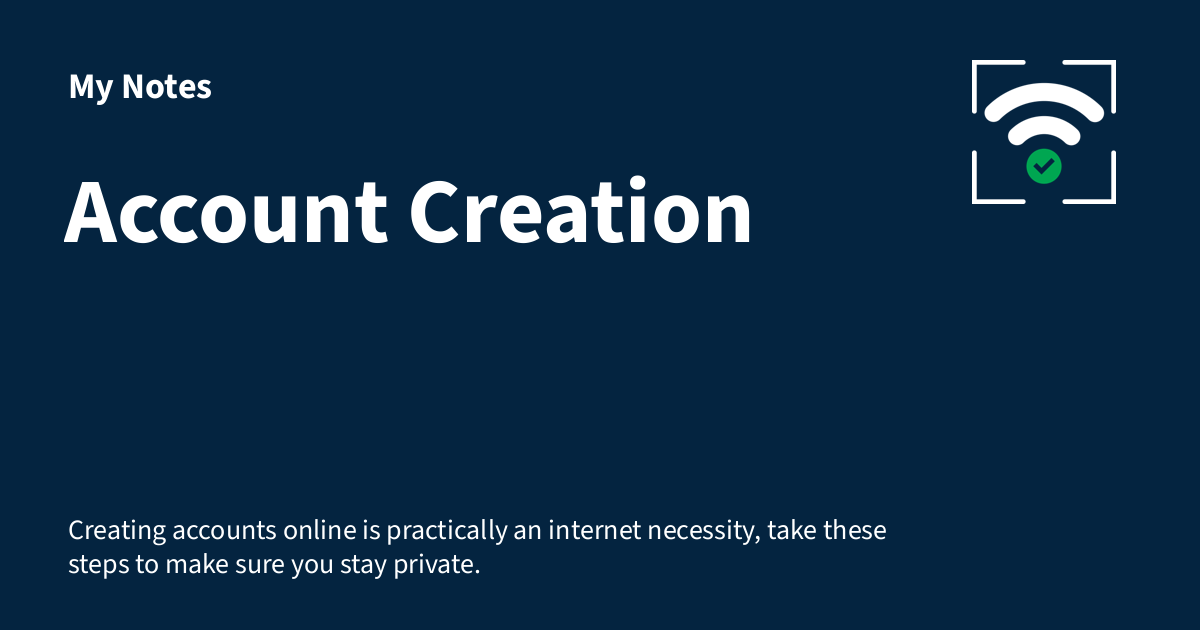 My Notes
Account Creation
Creating accounts online is practically an internet necessity, take these
steps to make sure you stay private.